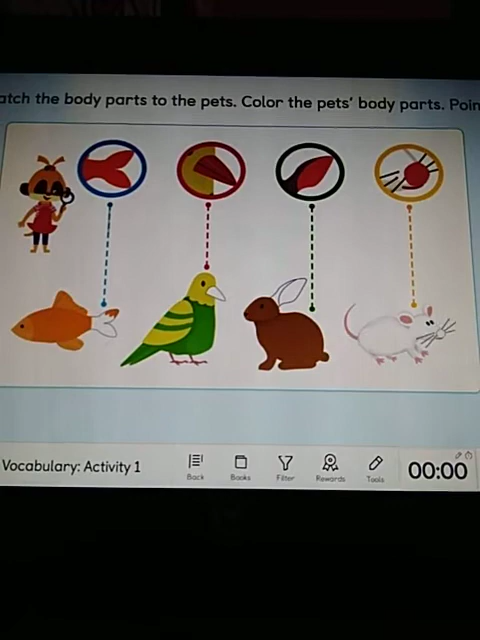 atch the body parts to the pets. Color the pets' body parts. Poin
Vocabulary: Activity 1
Back
Books
Filter
Rewards
Tools
00:00